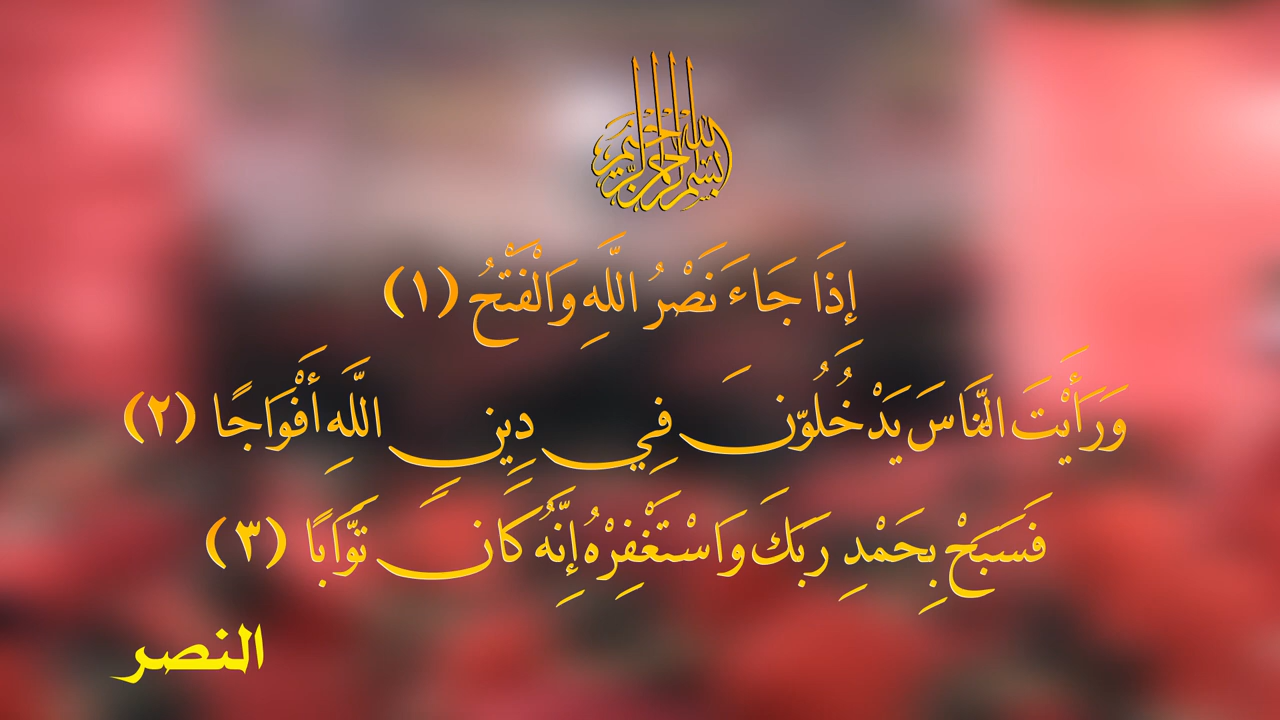 بسم الله الرحمن الرحيم
إِذَا جَاءَ نَصْرُ اللَّهِ وَالْفَتْحُ (١)
وَرَأَيْتَ النَّاسَ يَدْخُلُونَ فِي دِينِ اللَّهِ أَفْوَاجًا (٢)
فَسَبِّحْ بِحَمْدِ رَبِّكَ وَاسْتَغْفِرْهُ إِنَّهُ كَانَ تَوَّابًا (٣)
النصر